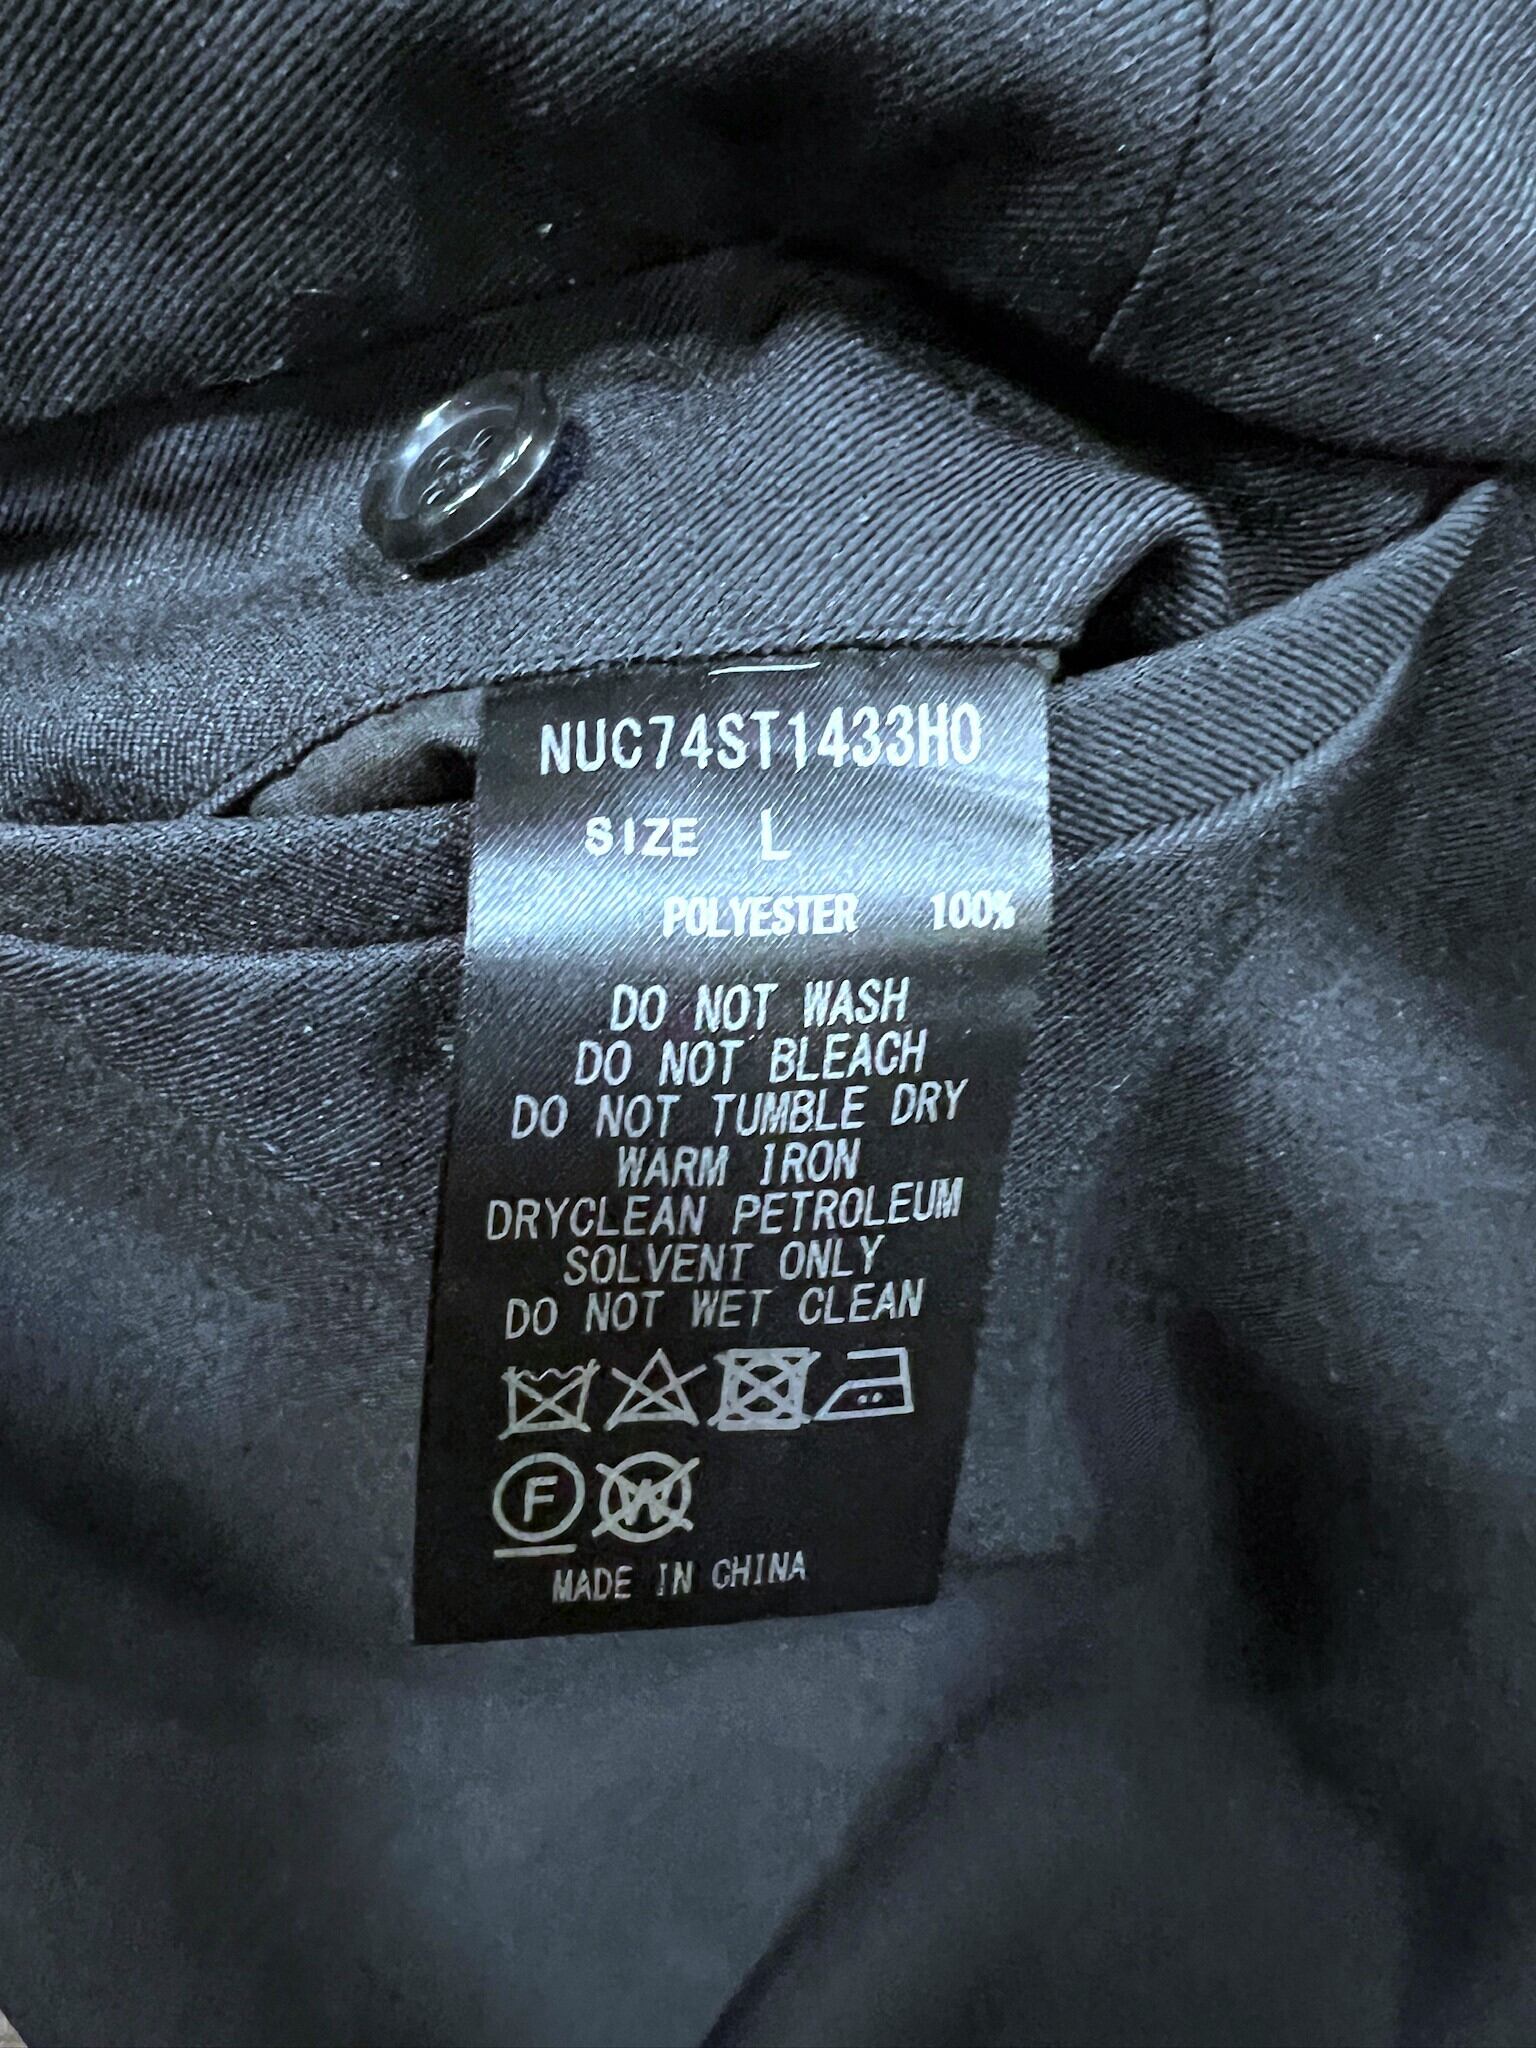 NUC74ST1433HO
SIZE L
POLYESTER 100%
DO NOT WASH
DO NOT BLEACH
DO NOT TUMBLE DRY
WARM IRON
DRYCLEAN PETROLEUM
SOLVENT ONLY
DO NOT WET CLEAN
F W
MADE IN CHINA